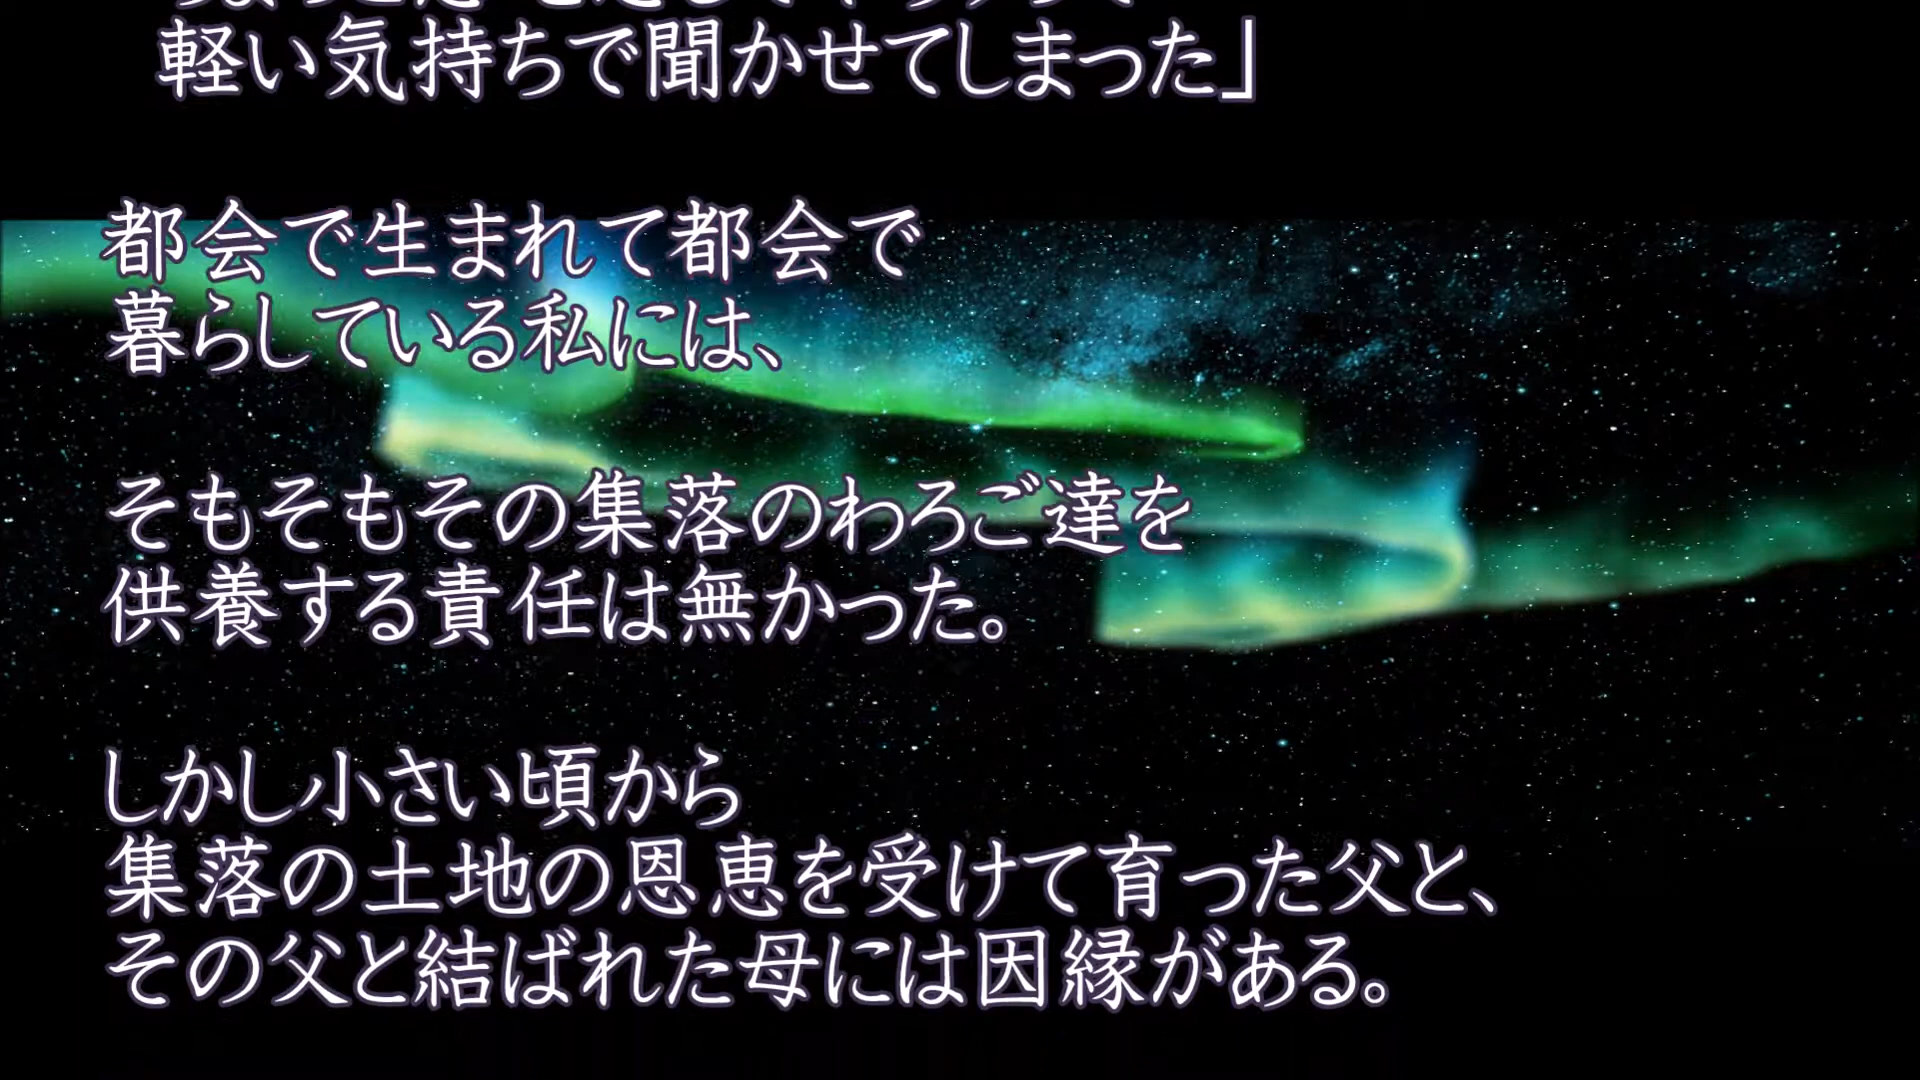 軽い気持ちで聞かせてしまった」
都会で生まれて都会で
暮らしている私には、
そもそもその集落のわろご達を
供養する責任は無かった。
しかし小さい頃から
集落の土地の恩恵を受けて育った父と、
その父と結ばれた母には因縁がある。